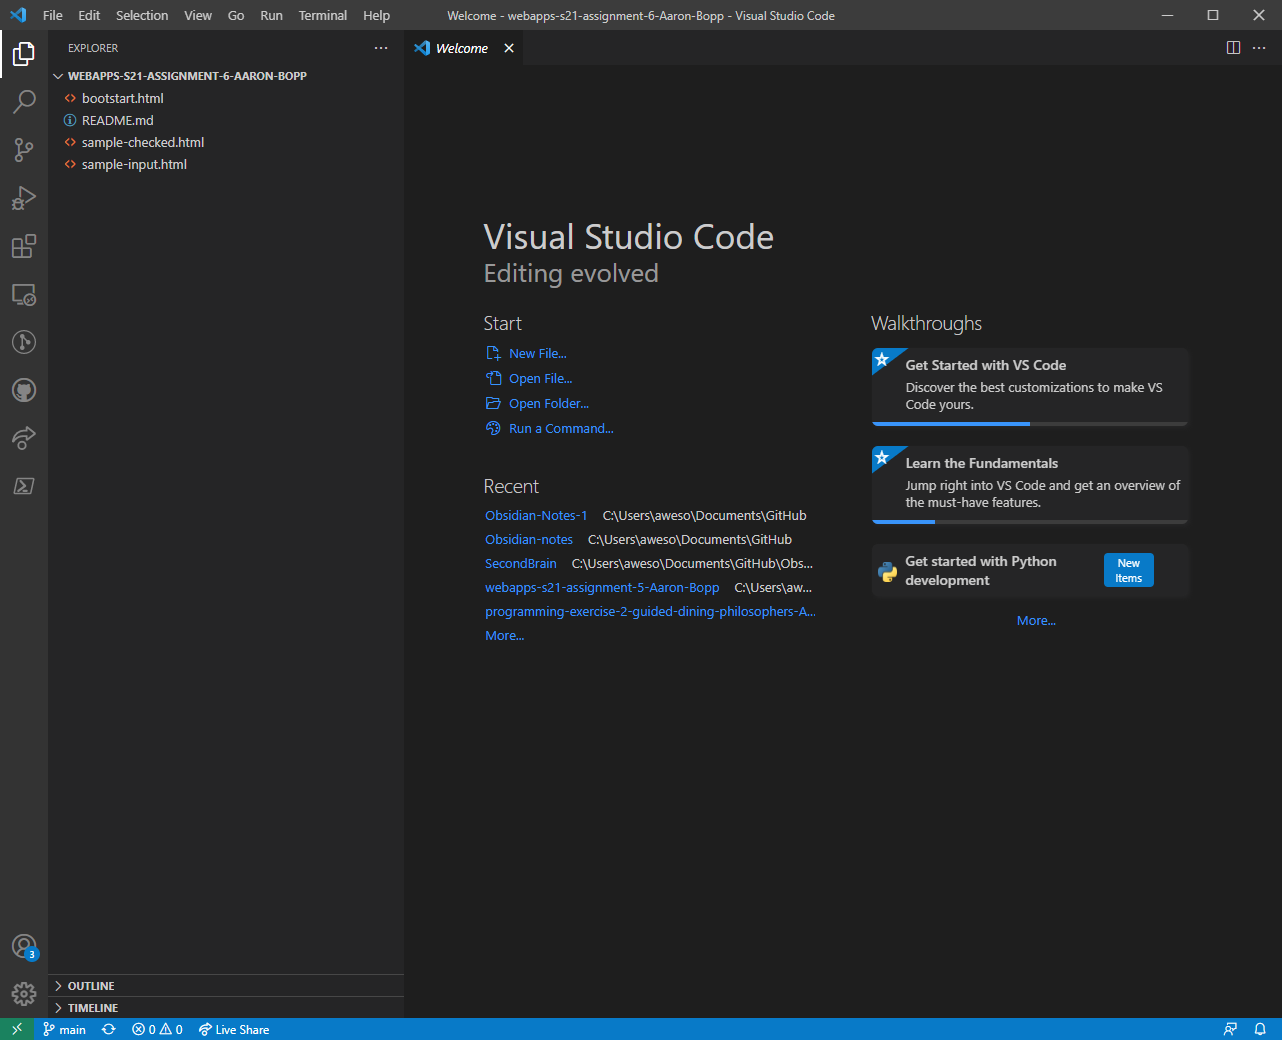 File Edit Selection View Go Run Terminal Help Welcome - webapps-s21-assignment-6-Aaron-Bopp - Visual Studio Code
EXPLORER
Welcome
WEBAPPS-S21-ASSIGNMENT-6-AARON-BOPP
bootstart.html
README.md
sample-checked.html
sample-input.html
Visual Studio Code
Editing evolved
Start
New File...
Open File...
Open Folder...
Run a Command...
Recent
Obsidian-Notes-1 C:\Users\aweso\Documents\GitHub
Obsidian-notes C:\Users\aweso\Documents\GitHub
SecondBrain C:\Users\aweso\Documents\GitHub\Obs...
webapps-s21-assignment-5-Aaron-Bopp C:\Users\aw...
programming-exercise-2-guided-dining-philosophers-A...
More...
Walkthroughs
Get Started with VS Code
Discover the best customizations to make VS
Code yours.
Learn the Fundamentals
Jump right into VS Code and get an overview of
the must-have features.
Get started with Python
development
New
Items
More...
3
OUTLINE
TIMELINE
main 0 0 Live Share